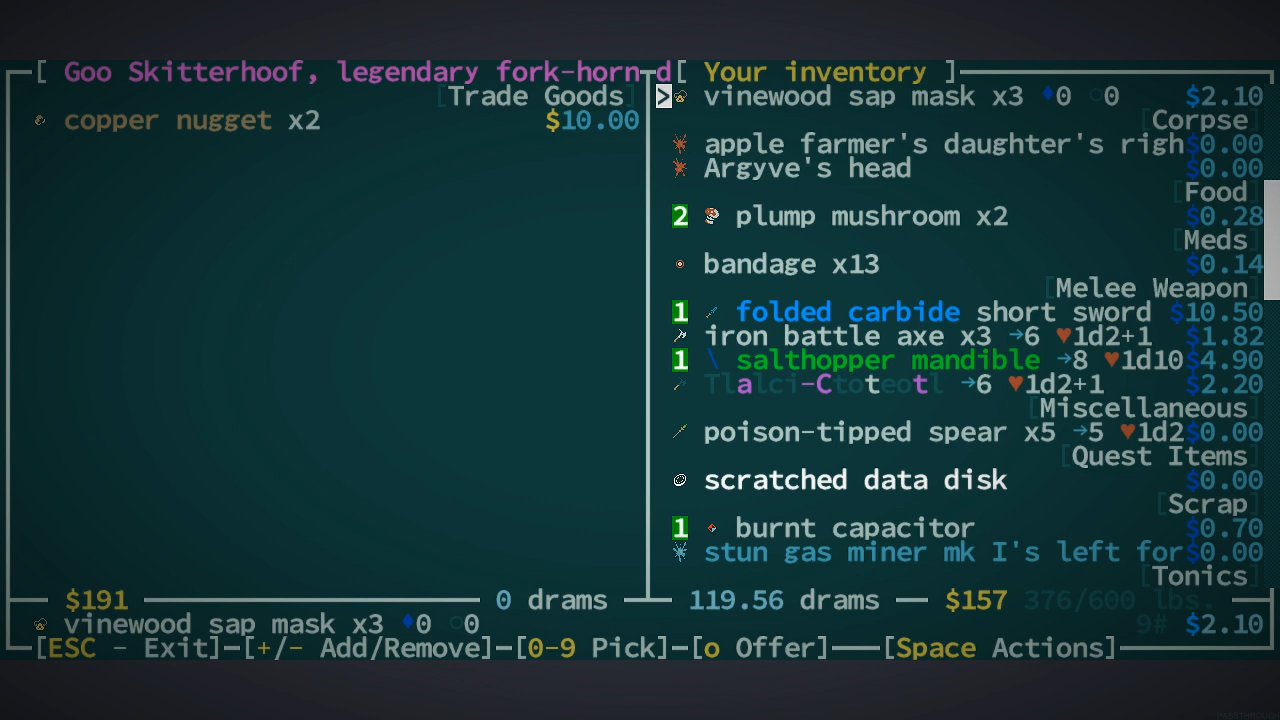 [ Goo Skitterhoof, legendary fork-horn d[ Your inventory ]
[Trade Goods]
copper nugget x2 $10.00
> vinewood sap mask x3 ♦0 ○0 $2.10
[Corpse]
apple farmer's daughter's righ$0.00
Argyve's head $0.00
[Food]
2 plump mushroom x2 $0.28
[Meds]
bandage x13 $0.14
[Melee Weapon]
1 folded carbide short sword $10.50
iron battle axe x3 →6 ♥1d2+1 $1.82
1 \ salthopper mandible →8 ♥1d10$4.90
Tlalci-Ctoteotl →6 ♥1d2+1 $2.20
[Miscellaneous]
poison-tipped spear x5 →5 ♥1d2$0.00
[Quest Items]
scratched data disk $0.00
[Scrap]
1 burnt capacitor $0.70
stun gas miner mk I's left for$0.00
[Tonics]
$191 0 drams 119.56 drams $157 376/600 lbs.
vinewood sap mask x3 ♦0 ○0 9# $2.10
[ESC - Exit]-[+/- Add/Remove]-[0-9 Pick]-[o Offer] [Space Actions]